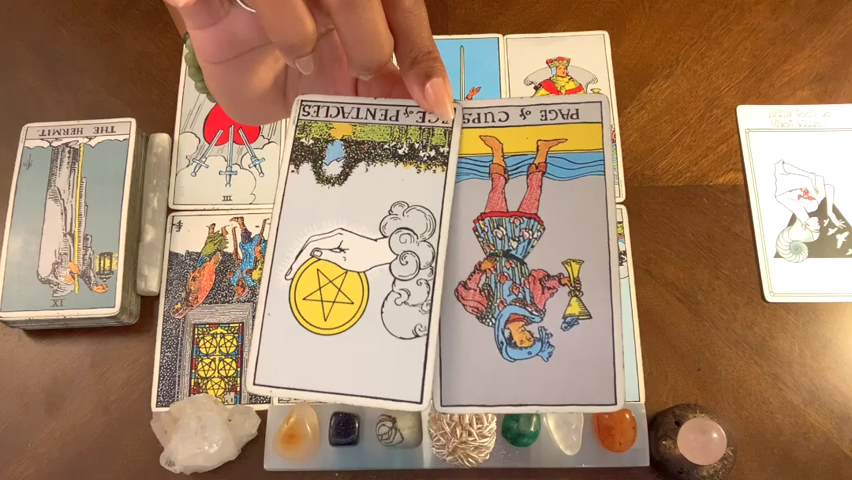 THE HERMIT.
IX
III
ACE of PENTACLES.
PAGE of CUPS.